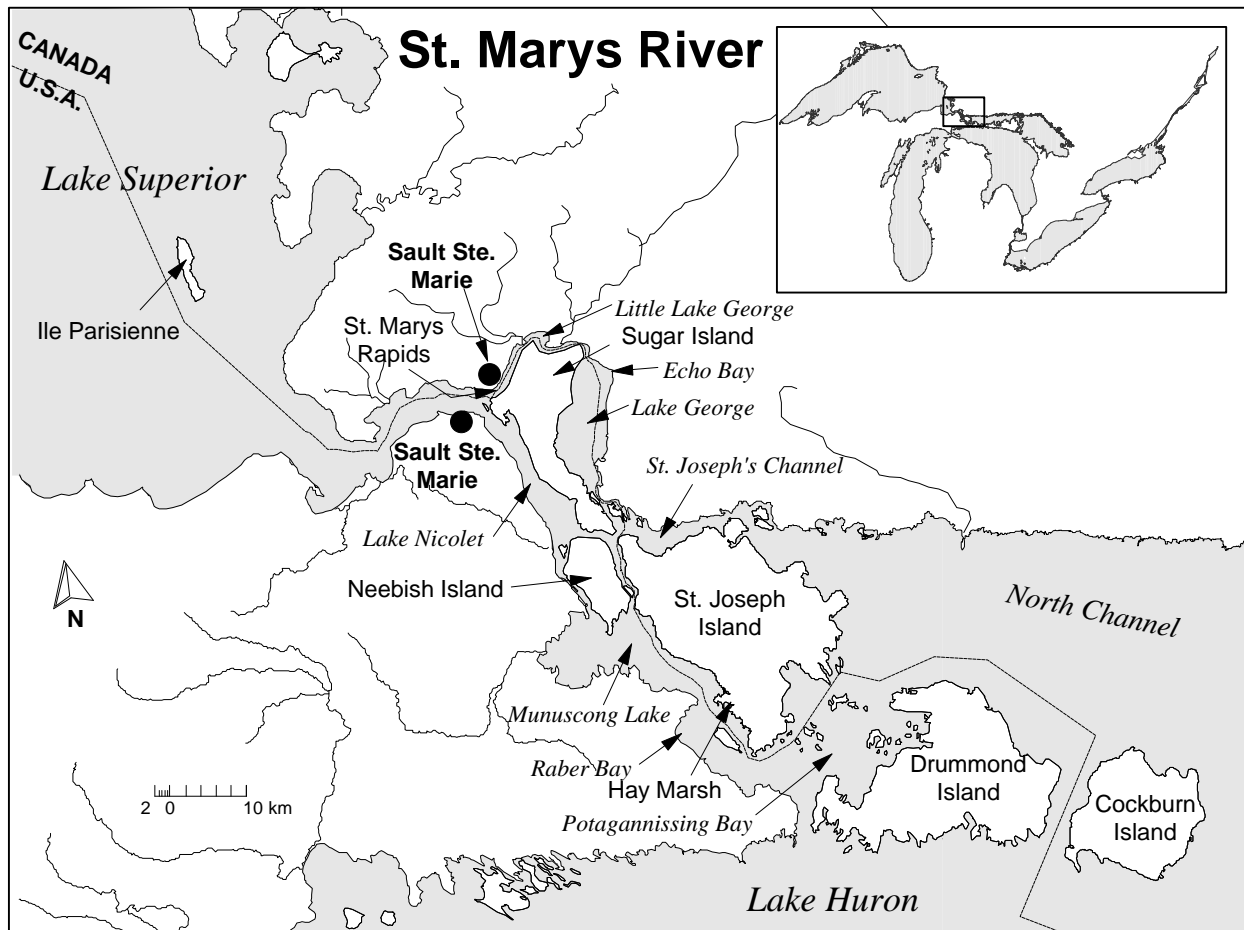 St. Marys River
CANADA
U.S.A.
Lake Superior
Ile Parisienne
Sault Ste.
Marie
St. Marys
Rapids
Little Lake George
Sugar Island
Echo Bay
Lake George
Sault Ste.
Marie
St. Joseph's Channel
Lake Nicolet
Neebish Island
St. Joseph
Island
North Channel
N
Munuscong Lake
Raber Bay
Hay Marsh
Potagannissing Bay
Drummond
Island
Cockburn
Island
2 0 10 km
Lake Huron